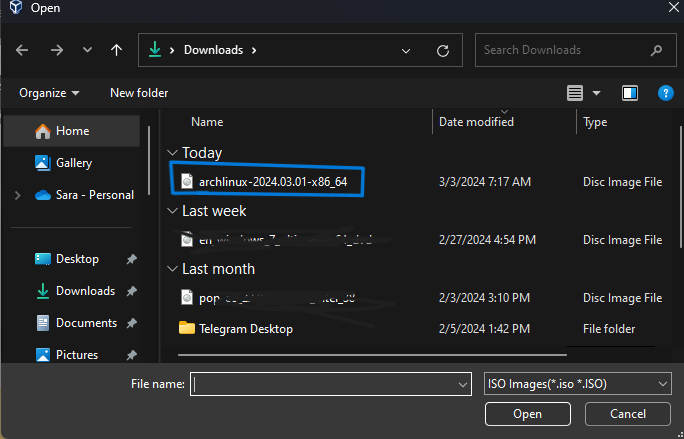 Open
Downloads
Search Downloads
Organize
New folder
Home
Gallery
Sara - Personal
Desktop
Downloads
Documents
Pictures
Name Date modified Type
Today
archlinux-2024.03.01-x86_64 3/3/2024 7:17 AM Disc Image File
Last week
2/27/2024 4:54 PM Disc Image File
Last month
2/3/2024 3:10 PM Disc Image File
Telegram Desktop 2/5/2024 1:42 PM File folder
File name:
ISO Images(*.iso *.ISO)
Open Cancel